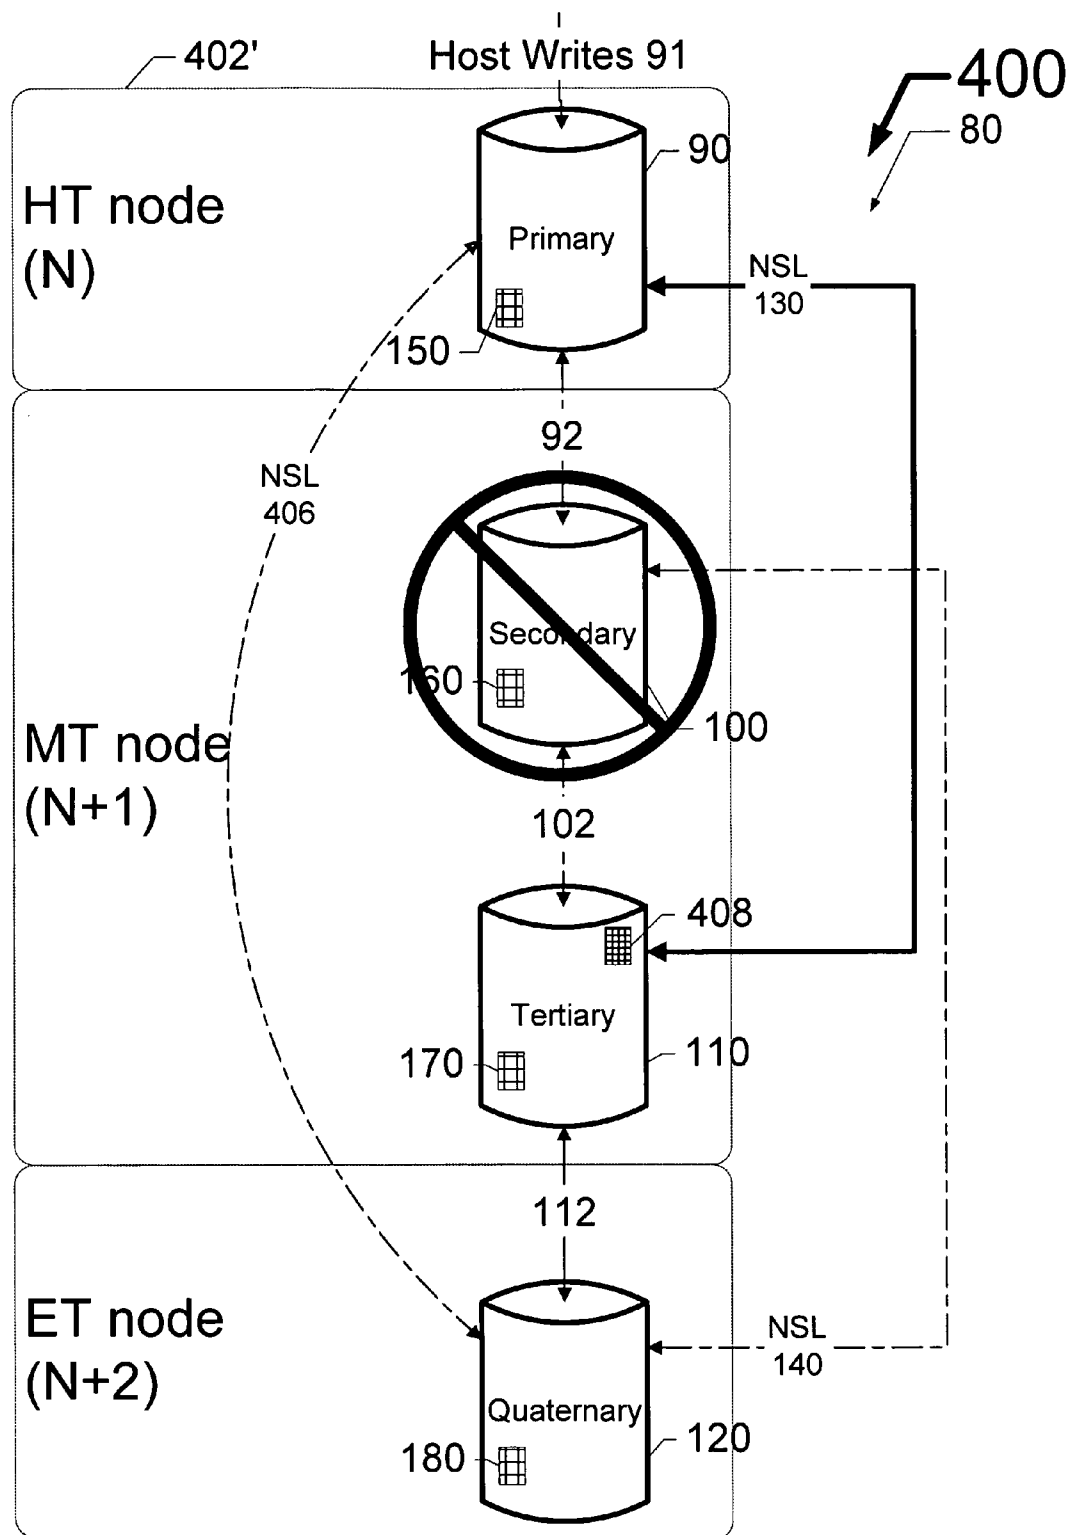 402'
Host Writes 91
400
80
90
HT node
(N)
Primary
NSL
130
150
92
NSL
406
Secondary
160
100
MT node
(N+1)
102
408
Tertiary
170
110
112
ET node
(N+2)
NSL
140
Quaternary
180
120